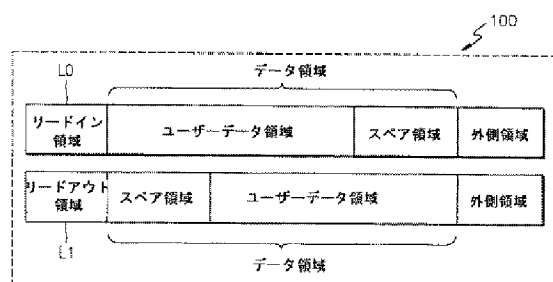 100
L0
データ領域
リードイン
領域
ユーザーデータ領域
スペア領域
外側領域
リードアウト
領域
スペア領域
ユーザーデータ領域
外側領域
L1
データ領域